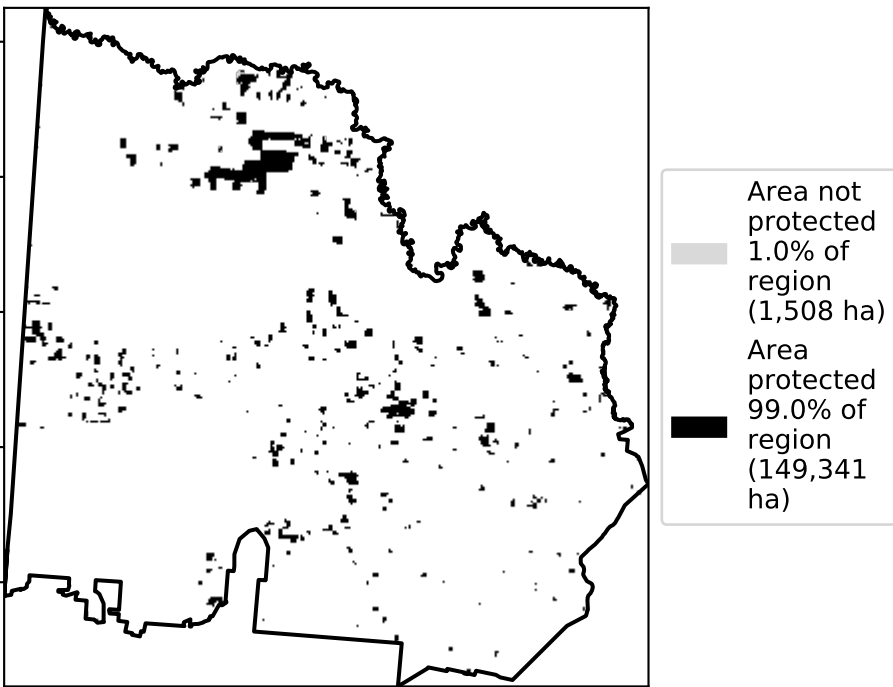 Area not
protected
1.0% of
region
(1,508 ha)
Area
protected
99.0% of
region
(149,341
ha)